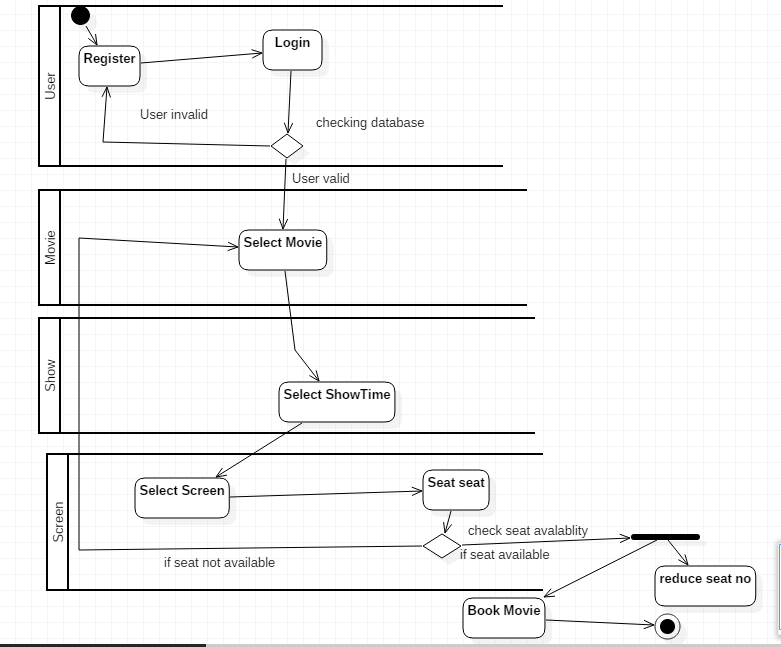 User
Register
Login
User invalid
checking database
User valid
Movie
Select Movie
Show
Select ShowTime
Screen
Select Screen
Seat seat
check seat avalablity
if seat available
if seat not available
reduce seat no
Book Movie